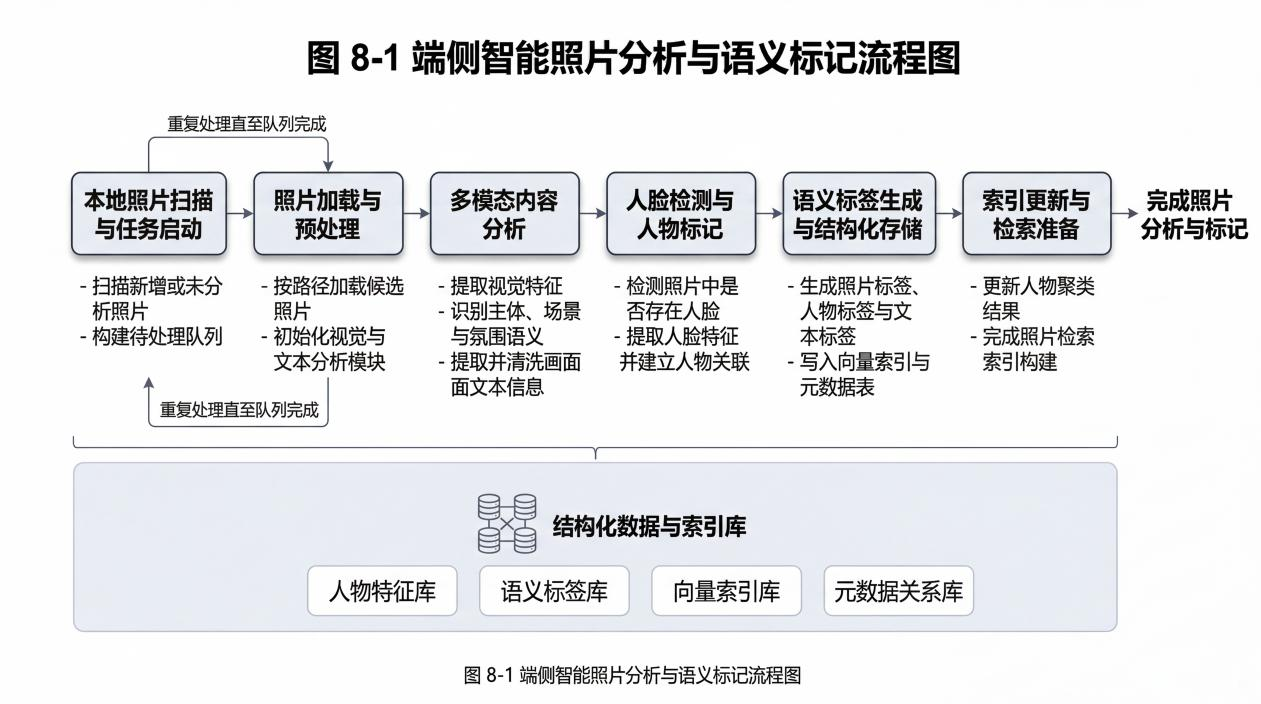 图 8-1 端侧智能照片分析与语义标记流程图
重复处理直至队列完成
本地照片扫描
与任务启动
照片加载与
预处理
多模态内容
分析
人脸检测与
人物标记
语义标签生成
与结构化存储
索引更新与
检索准备
完成照片
分析与标记
- 扫描新增或未分
析照片
- 构建待处理队列
- 按路径加载候选
照片
- 初始化视觉与
文本分析模块
- 提取视觉特征
- 识别主体、场景
与氛围语义
- 提取并清洗画面
面文本信息
- 检测照片中是
否存在人脸
- 提取人脸特征
并建立人物关联
- 生成照片标签、
人物标签与文
本标签
- 写入向量索引与
元数据表
- 更新人物聚类
结果
- 完成照片检索
索引构建
重复处理直至队列完成
结构化数据与索引库
人物特征库
语义标签库
向量索引库
元数据关系库
图 8-1 端侧智能照片分析与语义标记流程图